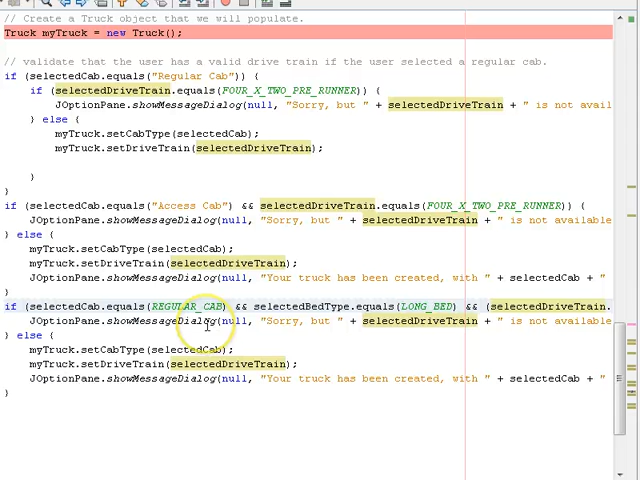 // Create a Truck object that we will populate.
Truck myTruck = new Truck();
// validate that the user has a valid drive train if the user selected a regular cab.
if (selectedCab.equals("Regular Cab")) {
if (selectedDriveTrain.equals(FOUR_X_TWO_PRE_RUNNER)) {
JOptionPane.showMessageDialog(null, "Sorry, but " + selectedDriveTrain + " is not avail
} else {
myTruck.setCabType(selectedCab);
myTruck.setDriveTrain(selectedDriveTrain);
}
}
if (selectedCab.equals("Access Cab") && selectedDriveTrain.equals(FOUR_X_TWO_PRE_RUNNER)) {
JOptionPane.showMessageDialog(null, "Sorry, but " + selectedDriveTrain + " is not available
} else {
myTruck.setCabType(selectedCab);
myTruck.setDriveTrain(selectedDriveTrain);
JOptionPane.showMessageDialog(null, "Your truck has been created, with " + selectedCab + "
}
if (selectedCab.equals(REGULAR_CAB) && selectedBedType.equals(LONG_BED) && (selectedDriveTrain.
JOptionPane.showMessageDialog(null, "Sorry, but " + selectedDriveTrain + " is not available
} else {
myTruck.setCabType(selectedCab);
myTruck.setDriveTrain(selectedDriveTrain);
JOptionPane.showMessageDialog(null, "Your truck has been created, with " + selectedCab + "
}